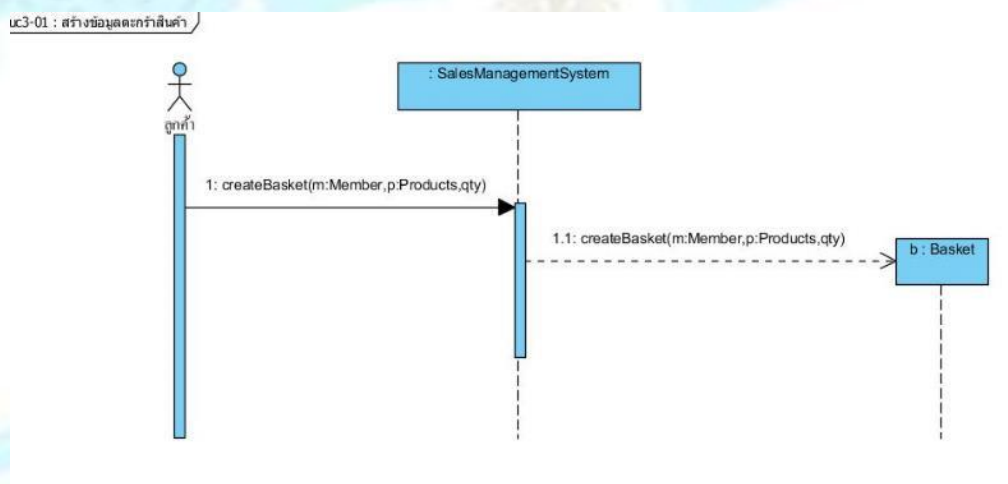 uc3-01 : สร้างข้อมูลตะกร้าสินค้า
: SalesManagementSystem
ลูกค้า
1: createBasket(m:Member,p:Products,qty)
1.1: createBasket(m:Member,p:Products,qty)
b : Basket